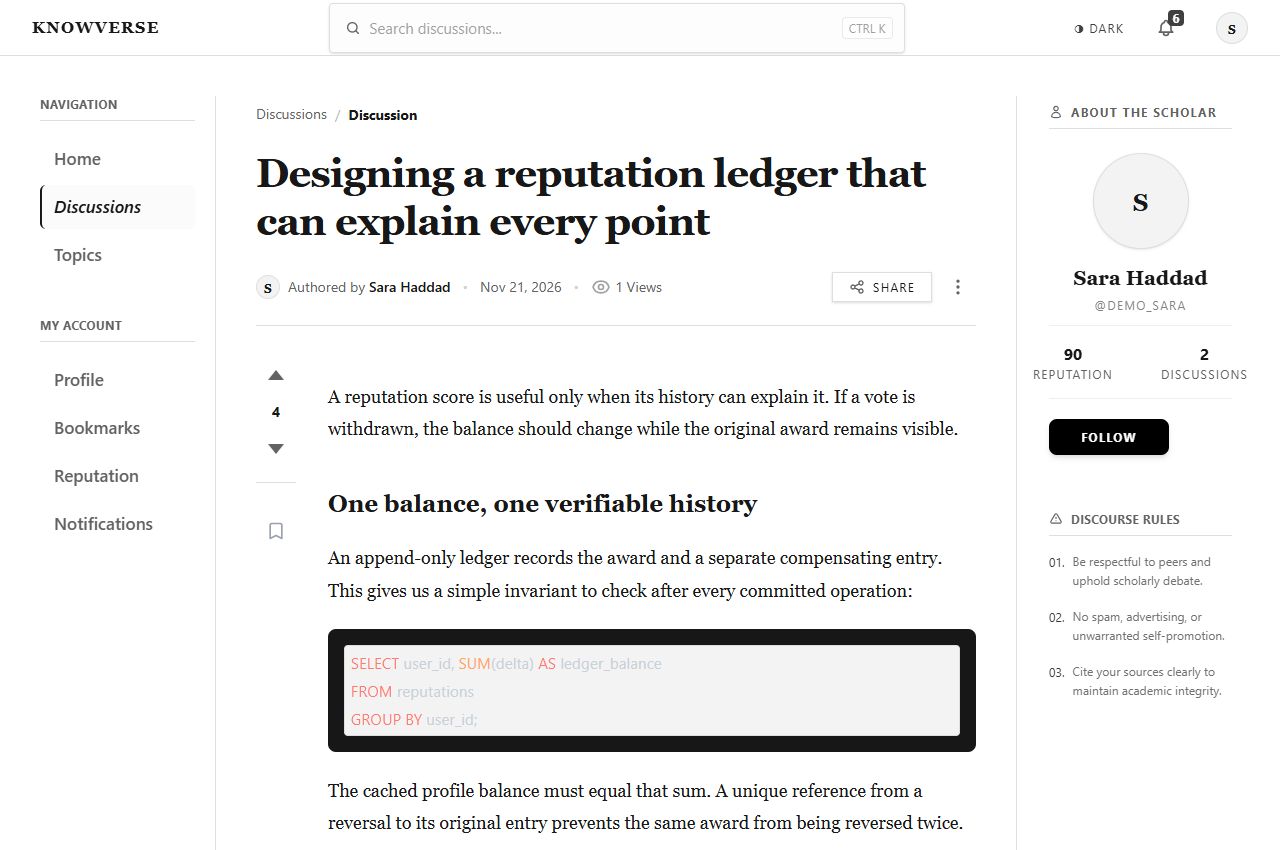 KNOWVERSE
Search discussions...
CTRL K
DARK
6
S
NAVIGATION
Home
Discussions
Topics
MY ACCOUNT
Profile
Bookmarks
Reputation
Notifications
Discussions / Discussion
Designing a reputation ledger that
can explain every point
S Authored by Sara Haddad • Nov 21, 2026 • 1 Views
SHARE
4
A reputation score is useful only when its history can explain it. If a vote is
withdrawn, the balance should change while the original award remains visible.
One balance, one verifiable history
An append-only ledger records the award and a separate compensating entry.
This gives us a simple invariant to check after every committed operation:
SELECT user_id, SUM(delta) AS ledger_balance
FROM reputations
GROUP BY user_id;
The cached profile balance must equal that sum. A unique reference from a
reversal to its original entry prevents the same award from being reversed twice.
ABOUT THE SCHOLAR
S
Sara Haddad
@DEMO_SARA
90
REPUTATION
2
DISCUSSIONS
FOLLOW
DISCOURSE RULES
01. Be respectful to peers and
uphold scholarly debate.
02. No spam, advertising, or
unwarranted self-promotion.
03. Cite your sources clearly to
maintain academic integrity.